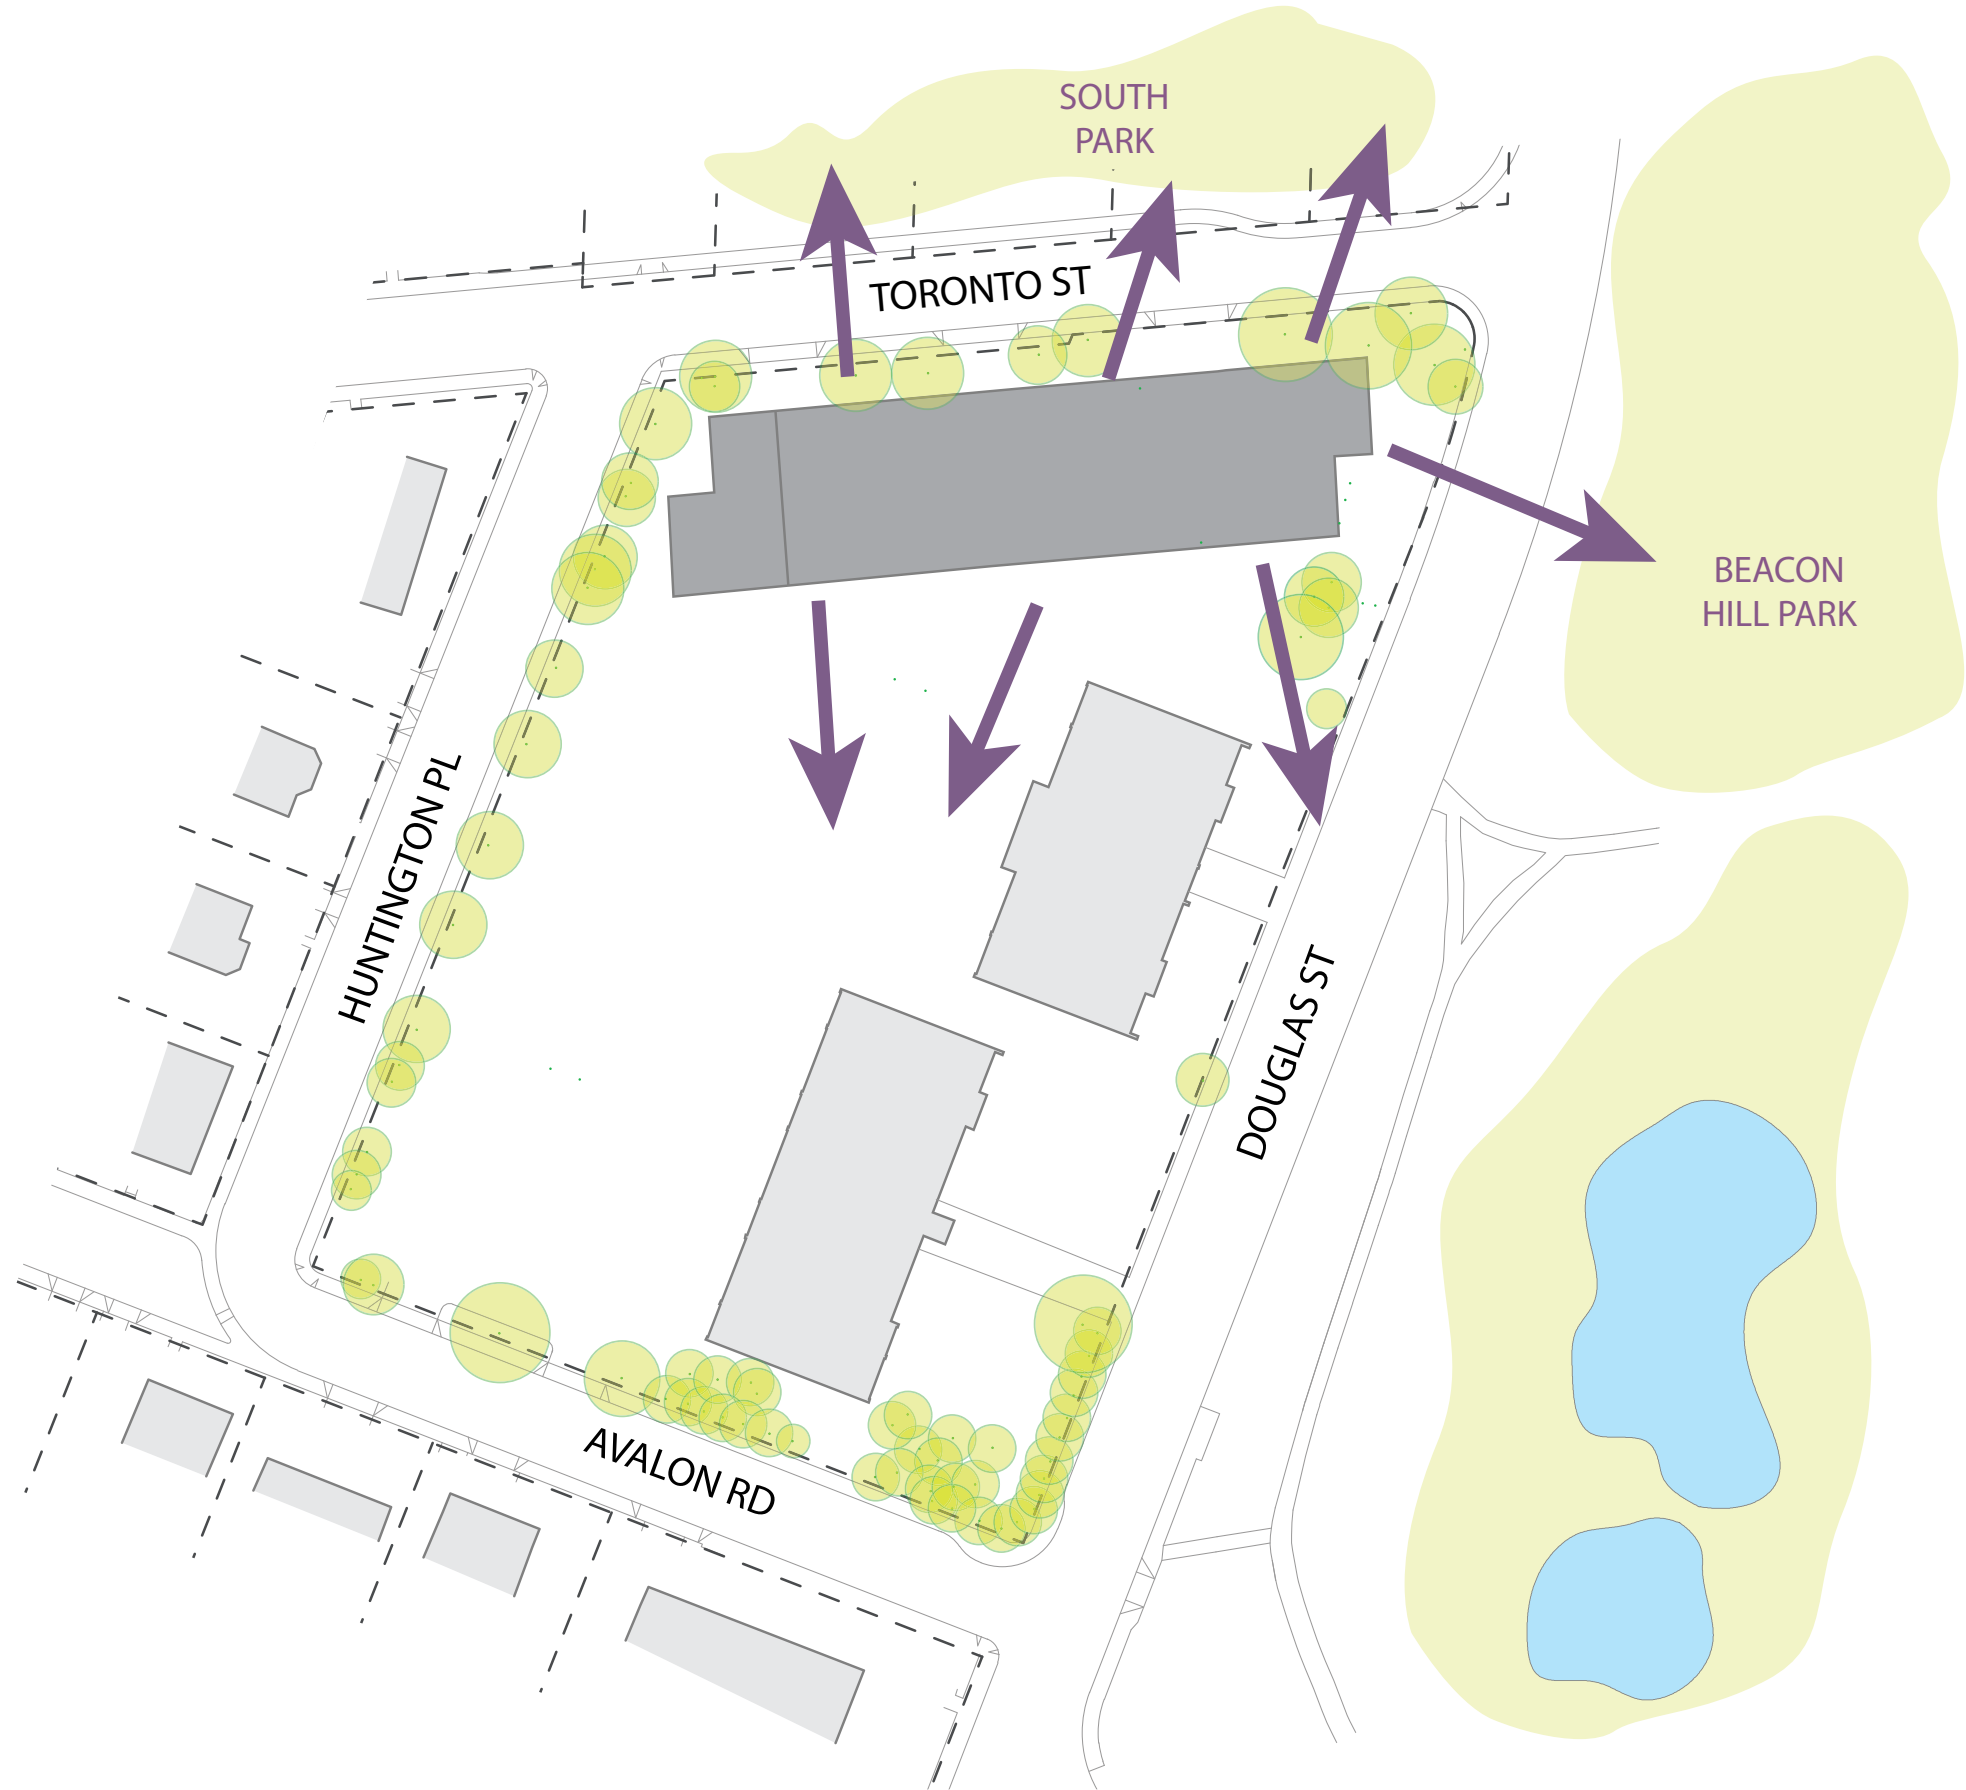 SOUTH
PARK
TORONTO ST
BEACON
HILL PARK
HUNTINGTON PL
DOUGLAS ST
AVALON RD